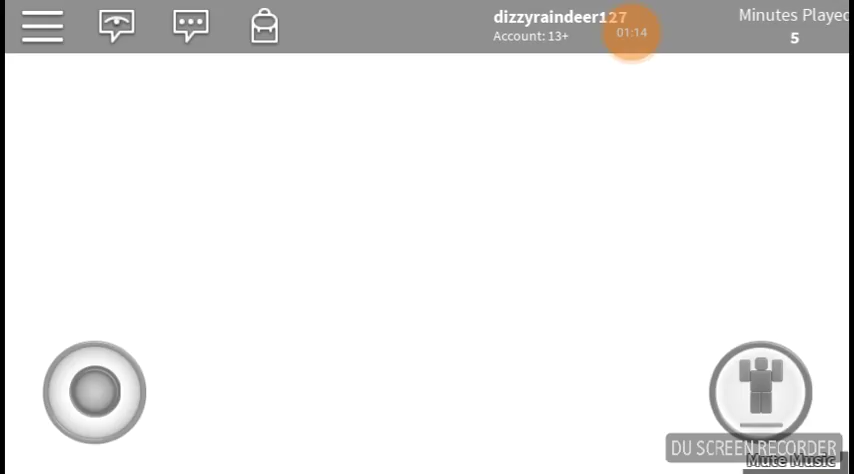 dizzyraindeer127
Account: 13+
01:14
Minutes Played
5
DU SCREEN RECORDER
Mute Music